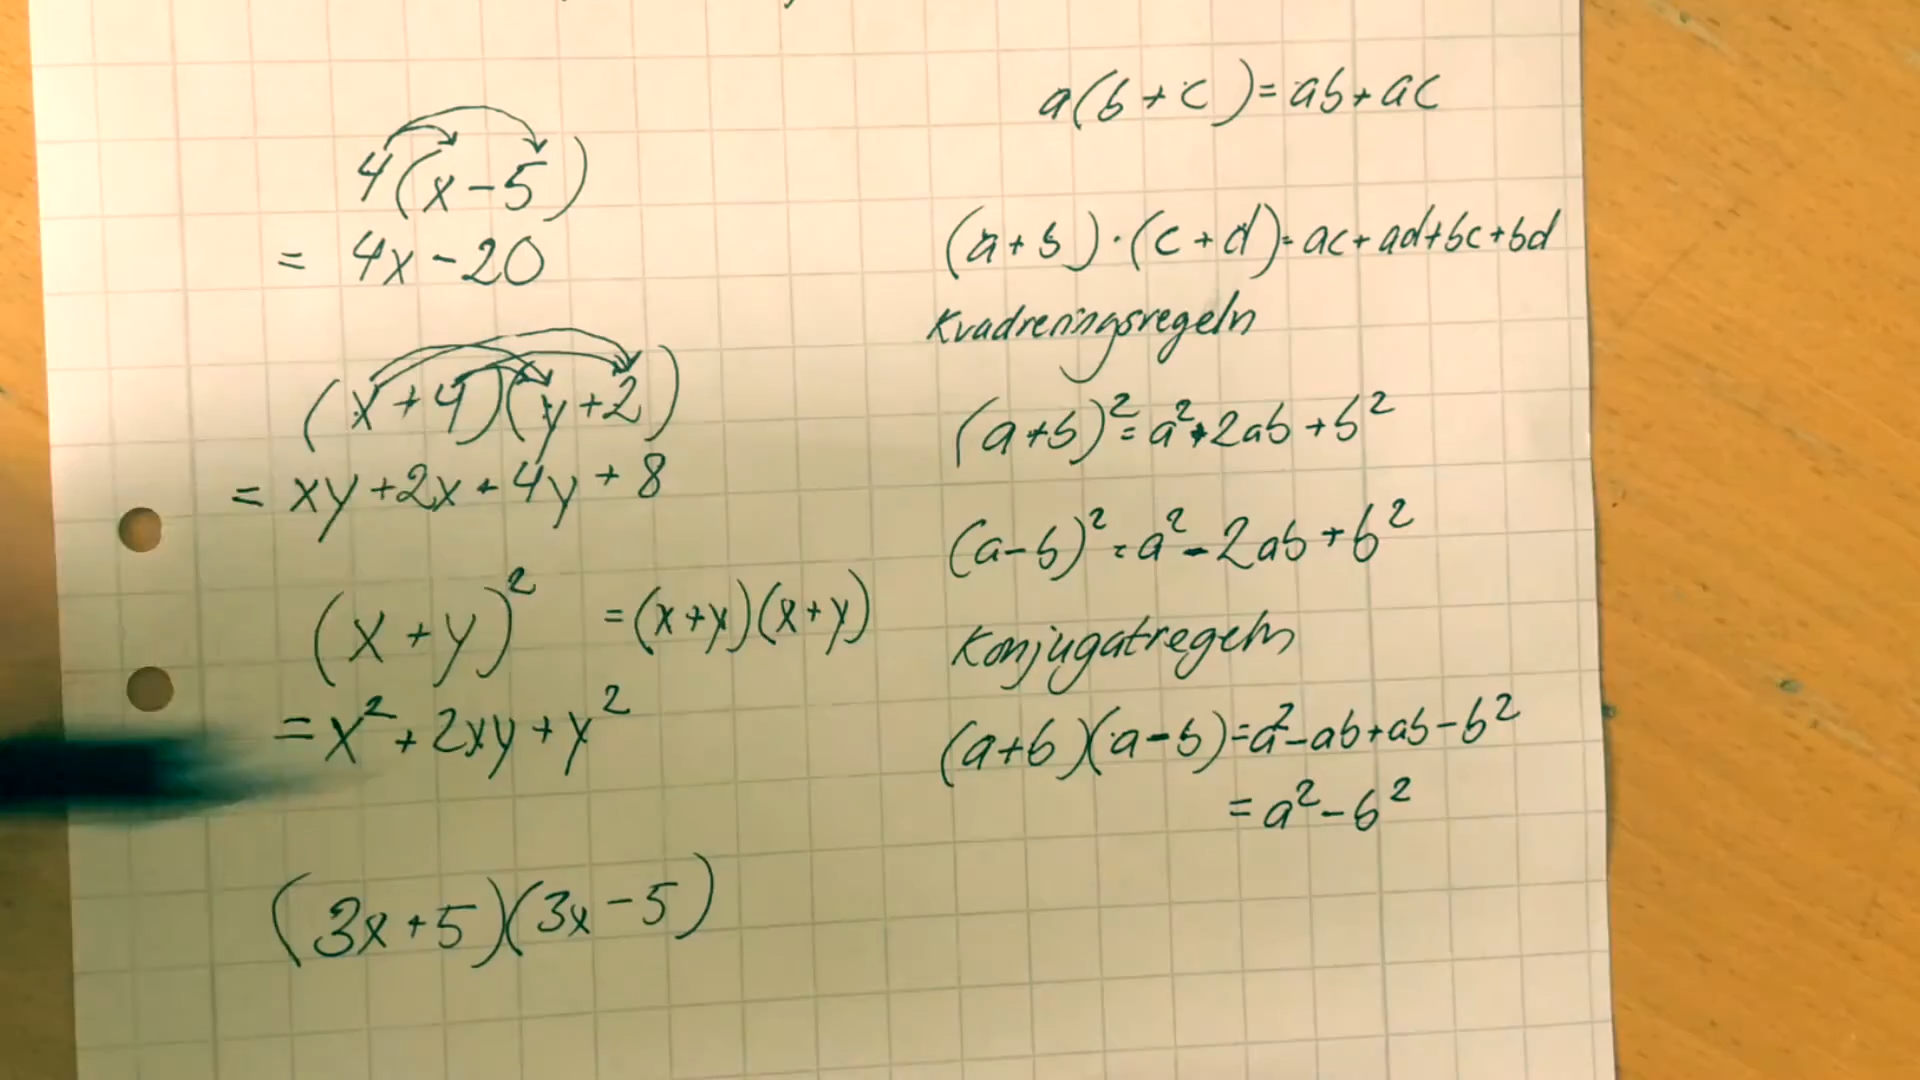 4(x-5)
= 4x-20
(x+4)(y+2)
= xy+2x+4y+8
(x+y)² =(x+y)(x+y)
=x²+2xy+y²
(3x+5)(3x-5)
a(b+c)=ab+ac
(a+b)·(c+d)=ac+ad+bc+bd
Kvadreringsregeln
(a+b)²=a²+2ab+b²
(a-b)²=a²-2ab+b²
Konjugatregeln
(a+b)(a-b)=a²-ab+ab-b²
=a²-b²